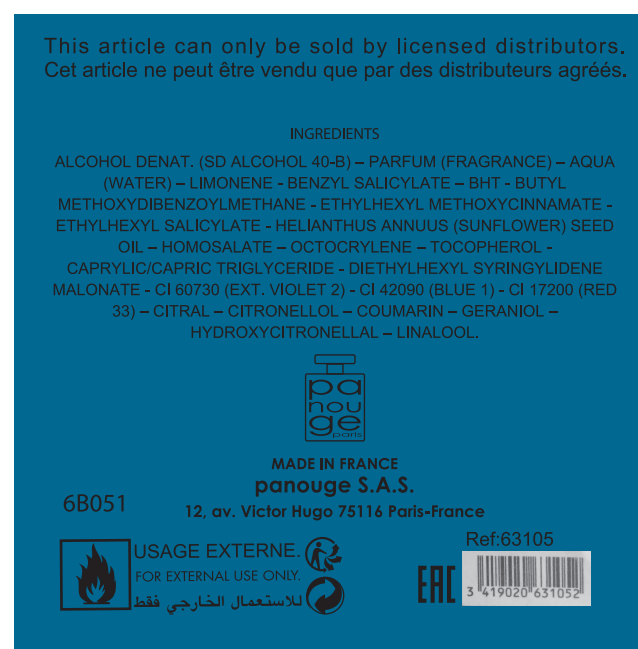 This article can only be sold by licensed distributors.
Cet article ne peut être vendu que par des distributeurs agréés.
INGREDIENTS
ALCOHOL DENAT. (SD ALCOHOL 40-B) – PARFUM (FRAGRANCE) – AQUA
(WATER) – LIMONENE - BENZYL SALICYLATE – BHT - BUTYL
METHOXYDIBENZOYLMETHANE - ETHYLHEXYL METHOXYCINNAMATE -
ETHYLHEXYL SALICYLATE - HELIANTHUS ANNUUS (SUNFLOWER) SEED
OIL – HOMOSALATE – OCTOCRYLENE – TOCOPHEROL -
CAPRYLIC/CAPRIC TRIGLYCERIDE - DIETHYLHEXYL SYRINGYLIDENE
MALONATE - CI 60730 (EXT. VIOLET 2) - CI 42090 (BLUE 1) - CI 17200 (RED
33) – CITRAL – CITRONELLOL – COUMARIN – GERANIOL –
HYDROXYCITRONELLAL – LINALOOL.
pa
nou
ge
paris
MADE IN FRANCE
panouge S.A.S.
6B051
12, av. Victor Hugo 75116 Paris-France
Ref:63105
USAGE EXTERNE.
FOR EXTERNAL USE ONLY.
للاستعمال الخارجي فقط
EAC
3 419020 631052